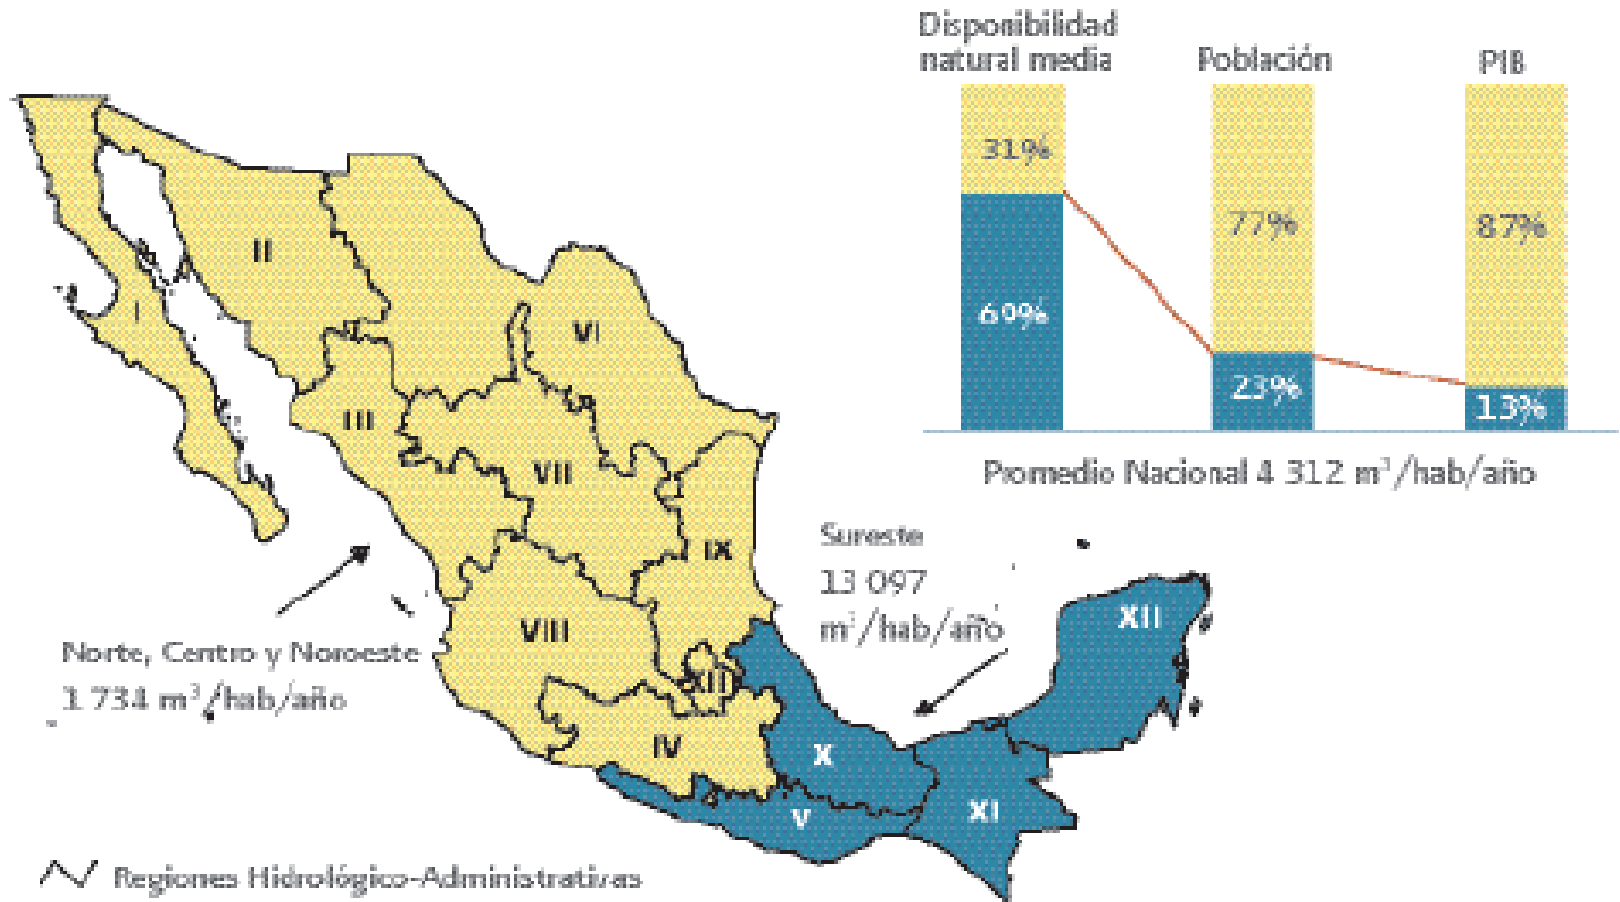 Disponibilidad
natural media
Población
PIB
31%
77%
87%
69%
23%
13%
Promedio Nacional 4 312 m³/hab/año
I
II
III
VI
VII
IX
VIII
XIII
IV
X
V
XI
XII
Sureste
13 097
m³/hab/año
Norte, Centro y Noroeste
1 734 m³/hab/año
Regiones Hidrológico-Administrativas